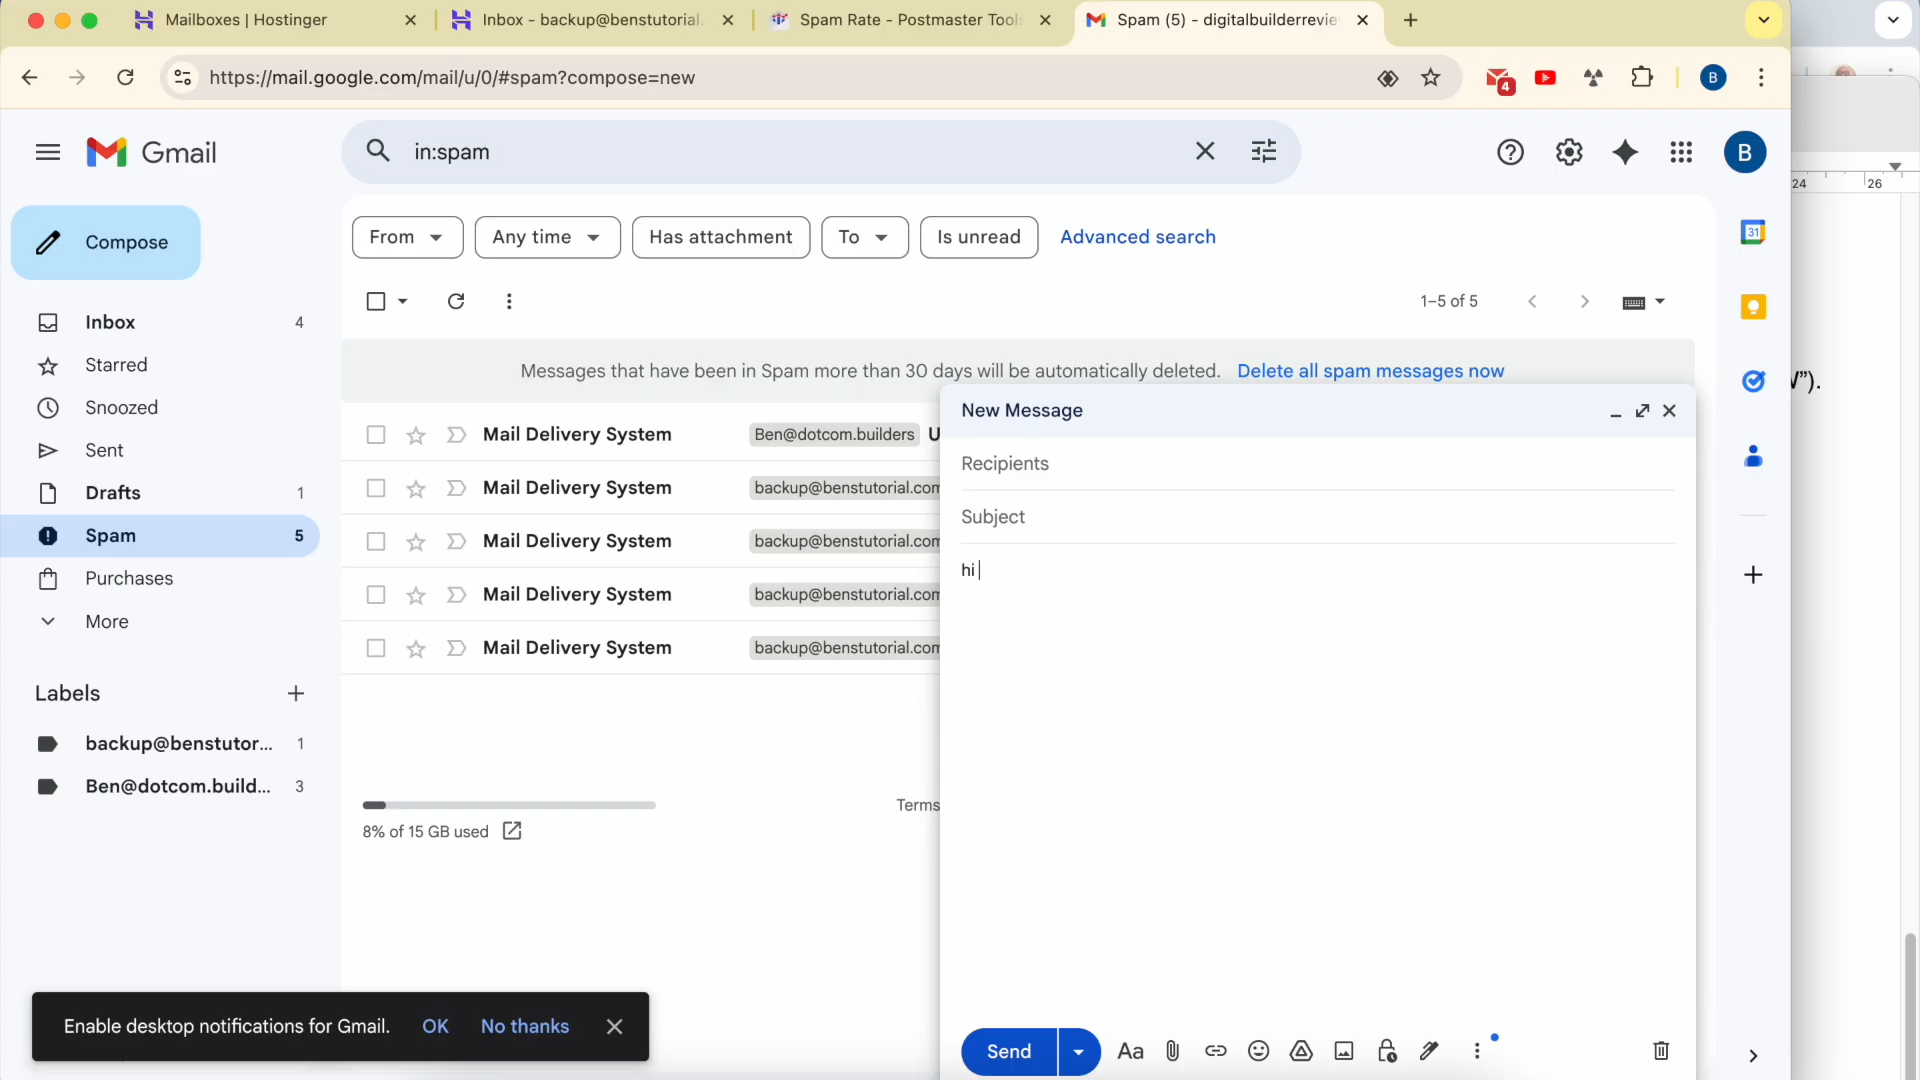 Mailboxes | Hostinger
Inbox - backup@benstutorial.
Spam Rate - Postmaster Tools
Spam (5) - digitalbuilderrevie
https://mail.google.com/mail/u/0/#spam?compose=new
4
B
Gmail
in:spam
B
24
26
Compose
From
Any time
Has attachment
To
Is unread
Advanced search
31
1–5 of 5
Inbox 4
Starred
Snoozed
Sent
Drafts 1
Spam 5
Purchases
More
Messages that have been in Spam more than 30 days will be automatically deleted. Delete all spam messages now
Mail Delivery System Ben@dotcom.builders U
Mail Delivery System backup@benstutorial.com
Mail Delivery System backup@benstutorial.com
Mail Delivery System backup@benstutorial.com
Mail Delivery System backup@benstutorial.com
New Message
Recipients
Subject
hi
Labels
backup@benstutor... 1
Ben@dotcom.build... 3
8% of 15 GB used
Terms
Enable desktop notifications for Gmail. OK No thanks
Send
Aa